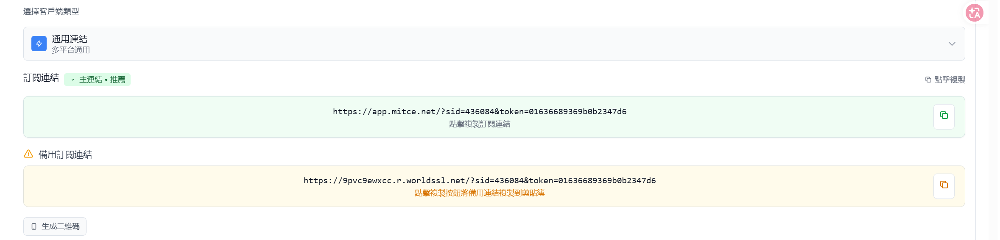 選擇客戶端類型
通用連結
多平台通用
訂閱連結
主連結 • 推薦
點擊複製
https://app.mitce.net/?sid=436084&token=01636689369b0b2347d6
點擊複製訂閱連結
備用訂閱連結
https://9pvc9ewxcc.r.worldssl.net/?sid=436084&token=01636689369b0b2347d6
點擊複製按鈕將備用連結複製到剪貼簿
生成二維碼